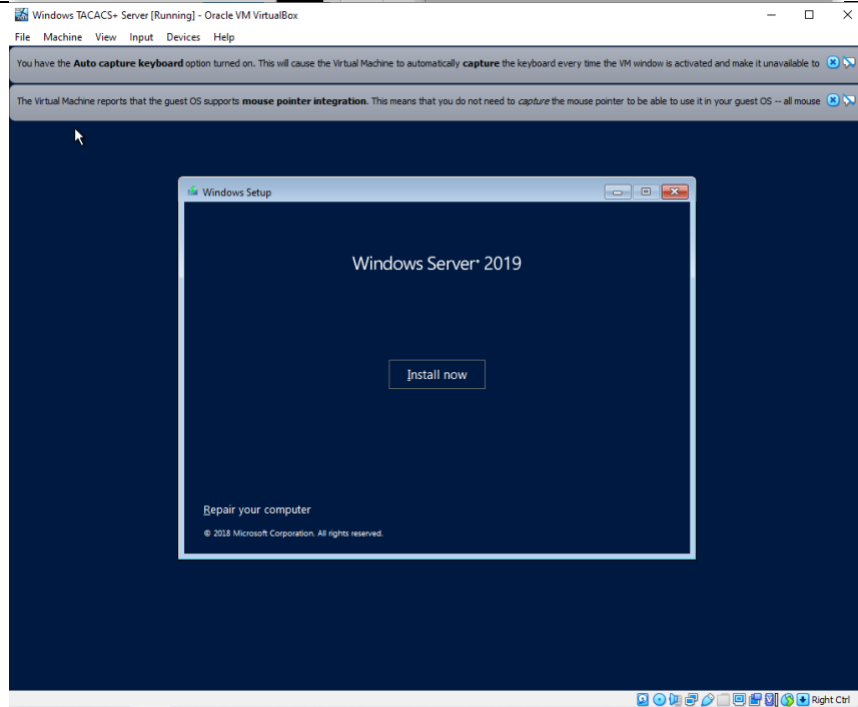 Windows TACACS+ Server [Running] - Oracle VM VirtualBox
File Machine View Input Devices Help
You have the Auto capture keyboard option turned on. This will cause the Virtual Machine to automatically capture the keyboard every time the VM window is activated and make it unavailable to
The Virtual Machine reports that the guest OS supports mouse pointer integration. This means that you do not need to capture the mouse pointer to be able to use it in your guest OS -- all mouse
Windows Setup
Windows Server 2019
Install now
Repair your computer
© 2018 Microsoft Corporation. All rights reserved.
Right Ctrl